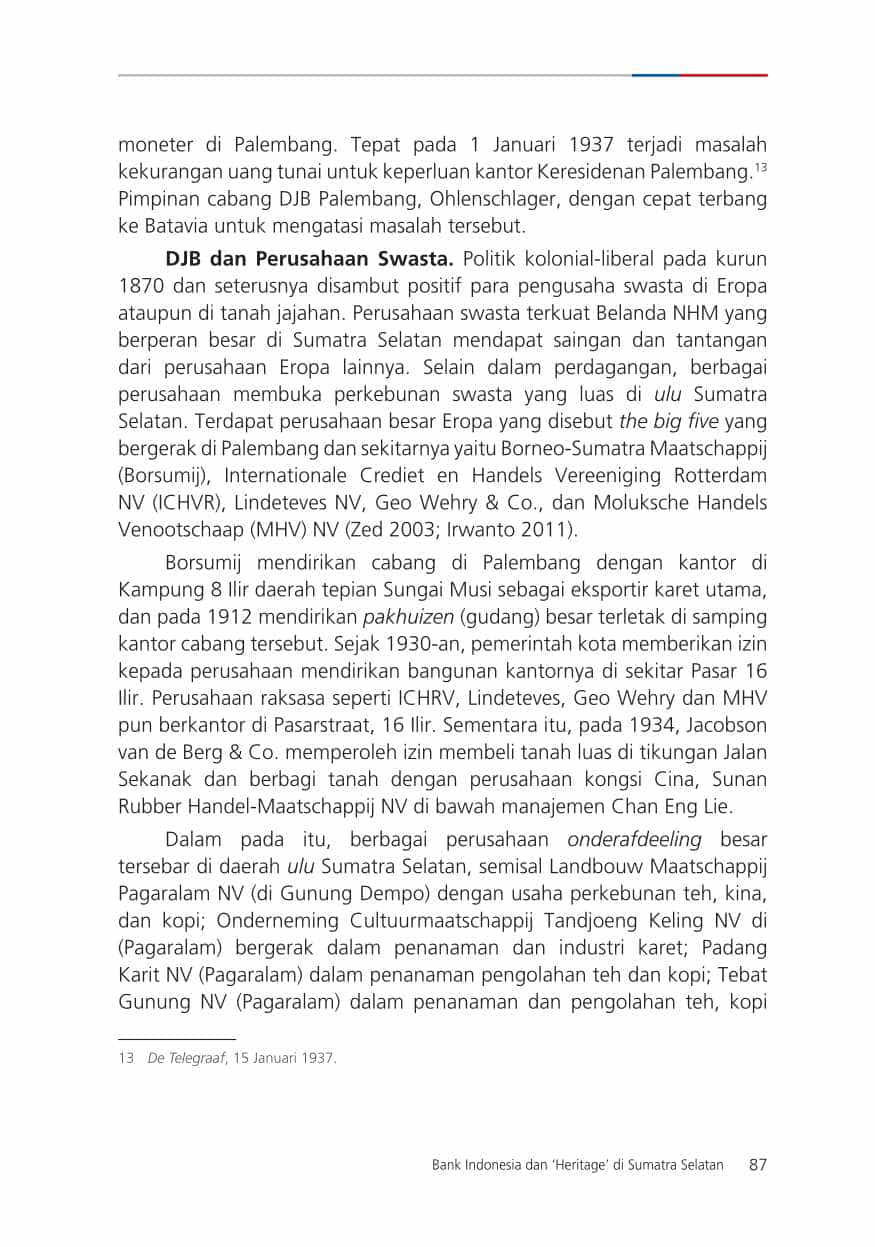 moneter di Palembang. Tepat pada 1 Januari 1937 terjadi masalah
kekurangan uang tunai untuk keperluan kantor Keresidenan Palembang.13
Pimpinan cabang DJB Palembang, Ohlenschlager, dengan cepat terbang
ke Batavia untuk mengatasi masalah tersebut.
DJB dan Perusahaan Swasta. Politik kolonial-liberal pada kurun
1870 dan seterusnya disambut positif para pengusaha swasta di Eropa
ataupun di tanah jajahan. Perusahaan swasta terkuat Belanda NHM yang
berperan besar di Sumatra Selatan mendapat saingan dan tantangan
dari perusahaan Eropa lainnya. Selain dalam perdagangan, berbagai
perusahaan membuka perkebunan swasta yang luas di ulu Sumatra
Selatan. Terdapat perusahaan besar Eropa yang disebut the big five yang
bergerak di Palembang dan sekitarnya yaitu Borneo-Sumatra Maatschappij
(Borsumij), Internationale Crediet en Handels Vereeniging Rotterdam
NV (ICHVR), Lindeteves NV, Geo Wehry & Co., dan Moluksche Handels
Venootschaap (MHV) NV (Zed 2003; Irwanto 2011).
Borsumij mendirikan cabang di Palembang dengan kantor di
Kampung 8 Ilir daerah tepian Sungai Musi sebagai eksportir karet utama,
dan pada 1912 mendirikan pakhuizen (gudang) besar terletak di samping
kantor cabang tersebut. Sejak 1930-an, pemerintah kota memberikan izin
kepada perusahaan mendirikan bangunan kantornya di sekitar Pasar 16
Ilir. Perusahaan raksasa seperti ICHRV, Lindeteves, Geo Wehry dan MHV
pun berkantor di Pasarstraat, 16 Ilir. Sementara itu, pada 1934, Jacobson
van de Berg & Co. memperoleh izin membeli tanah luas di tikungan Jalan
Sekanak dan berbagi tanah dengan perusahaan kongsi Cina, Sunan
Rubber Handel-Maatschappij NV di bawah manajemen Chan Eng Lie.
Dalam pada itu, berbagai perusahaan onderafdeeling besar
tersebar di daerah ulu Sumatra Selatan, semisal Landbouw Maatschappij
Pagaralam NV (di Gunung Dempo) dengan usaha perkebunan teh, kina,
dan kopi; Onderneming Cultuurmaatschappij Tandjoeng Keling NV di
(Pagaralam) bergerak dalam penanaman dan industri karet; Padang
Karit NV (Pagaralam) dalam penanaman pengolahan teh dan kopi; Tebat
Gunung NV (Pagaralam) dalam penanaman dan pengolahan teh, kopi
13 De Telegraaf, 15 Januari 1937.
Bank Indonesia dan ‘Heritage’ di Sumatra Selatan 87